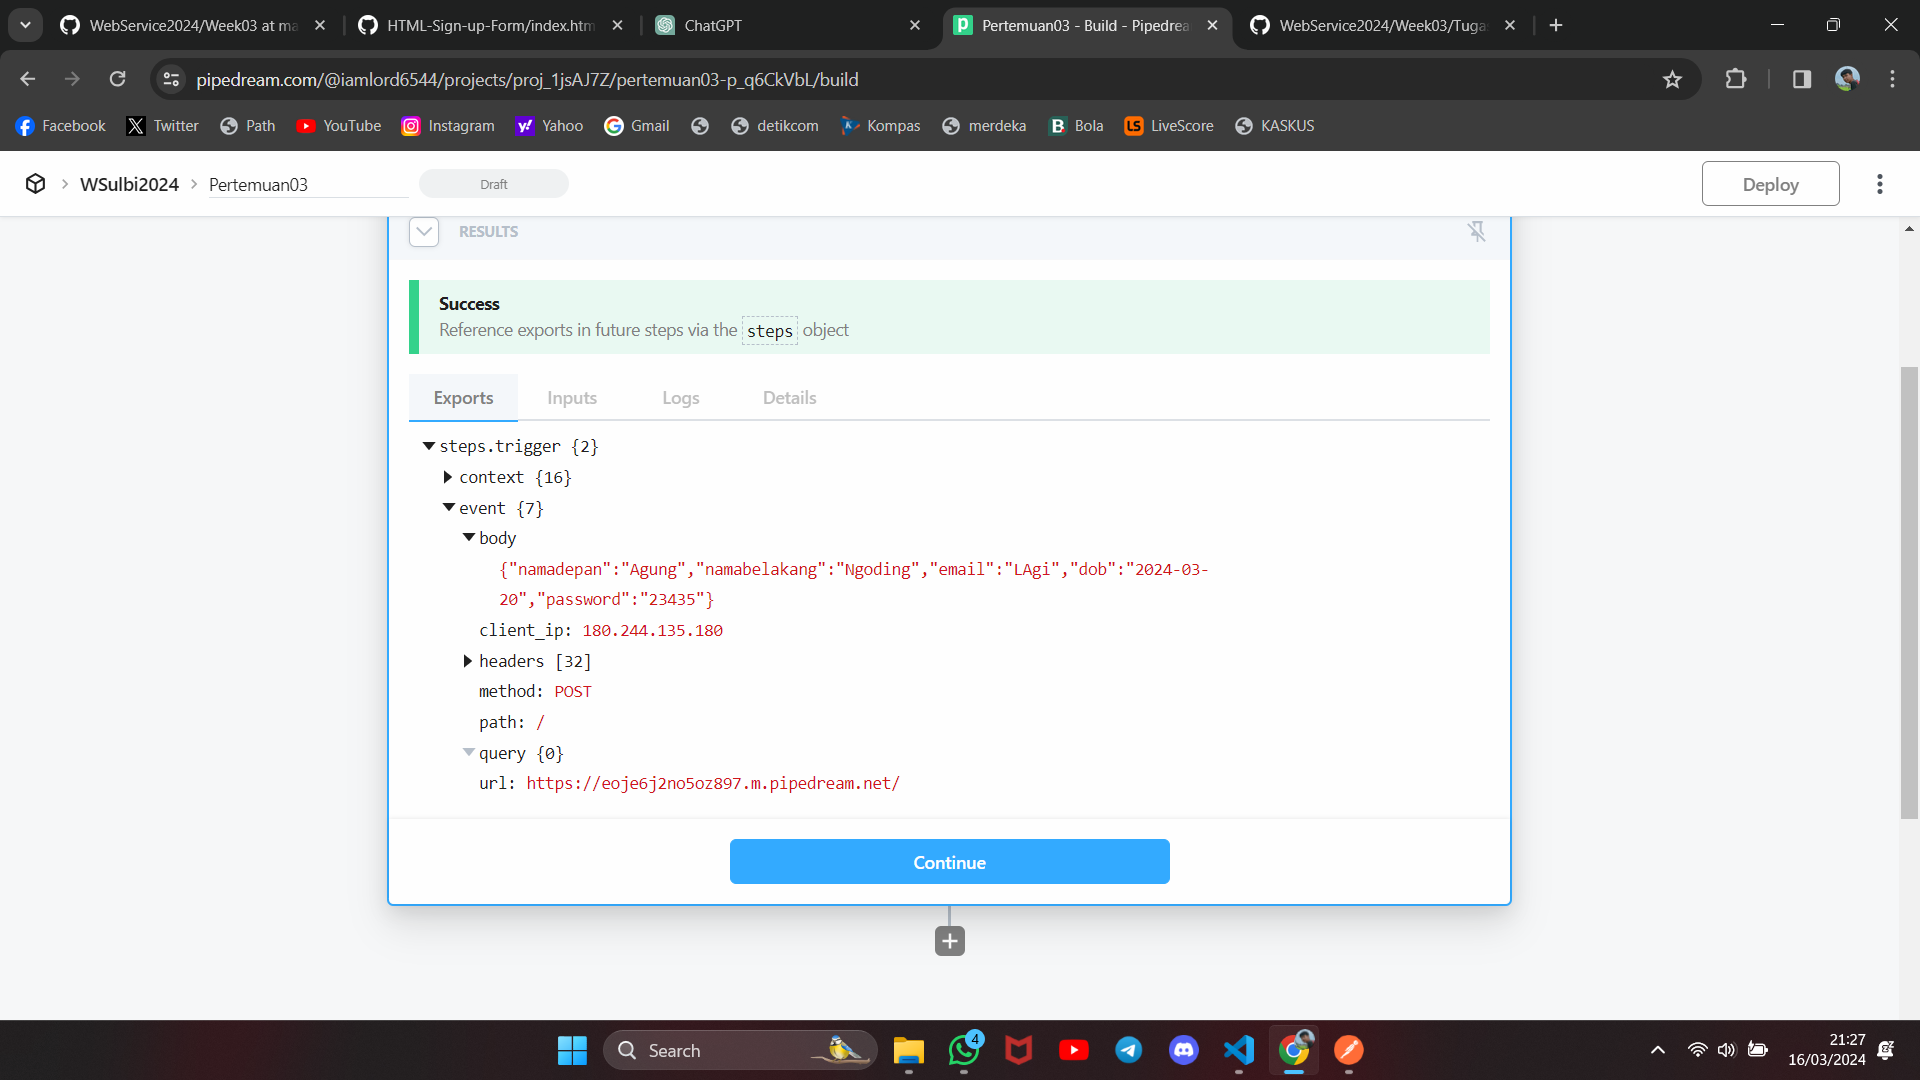 WebService2024/Week03 at ma
HTML-Sign-up-Form/index.htm
ChatGPT
Pertemuan03 - Build - Pipedrea
WebService2024/Week03/Tuga
pipedream.com/@iamlord6544/projects/proj_1jsAJ7Z/pertemuan03-p_q6CkVbL/build
Facebook
Twitter
Path
YouTube
Instagram
Yahoo
Gmail
detikcom
Kompas
merdeka
Bola
LiveScore
KASKUS
WSulbi2024
Pertemuan03
Draft
Deploy
RESULTS
Success
Reference exports in future steps via the steps object
Exports
Inputs
Logs
Details
steps.trigger {2}
context {16}
event {7}
body
{"namadepan":"Agung","namabelakang":"Ngoding","email":"LAgi","dob":"2024-03-
20","password":"23435"}
client_ip: 180.244.135.180
headers [32]
method: POST
path: /
query {0}
url: https://eoje6j2no5oz897.m.pipedream.net/
Continue
Search
4
21:27
16/03/2024